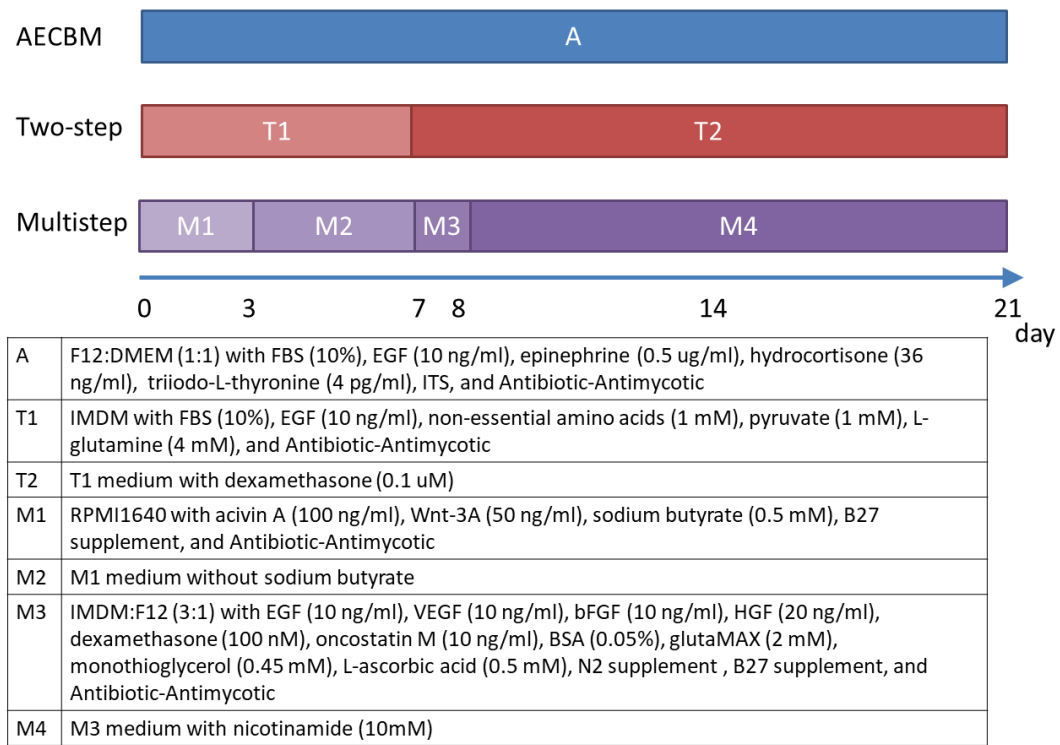 AECBM
A
Two-step
T1 T2
Multistep
M1 M2 M3 M4
0 3 7 8 14 21
day
A F12:DMEM (1:1) with FBS (10%), EGF (10 ng/ml), epinephrine (0.5 ug/ml), hydrocortisone (36
ng/ml), triiodo-L-thyronine (4 pg/ml), ITS, and Antibiotic-Antimycotic
T1 IMDM with FBS (10%), EGF (10 ng/ml), non-essential amino acids (1 mM), pyruvate (1 mM), L-
glutamine (4 mM), and Antibiotic-Antimycotic
T2 T1 medium with dexamethasone (0.1 uM)
M1 RPMI1640 with acivin A (100 ng/ml), Wnt-3A (50 ng/ml), sodium butyrate (0.5 mM), B27
supplement, and Antibiotic-Antimycotic
M2 M1 medium without sodium butyrate
M3 IMDM:F12 (3:1) with EGF (10 ng/ml), VEGF (10 ng/ml), bFGF (10 ng/ml), HGF (20 ng/ml),
dexamethasone (100 nM), oncostatin M (10 ng/ml), BSA (0.05%), glutaMAX (2 mM),
monothioglycerol (0.45 mM), L-ascorbic acid (0.5 mM), N2 supplement , B27 supplement, and
Antibiotic-Antimycotic
M4 M3 medium with nicotinamide (10mM)